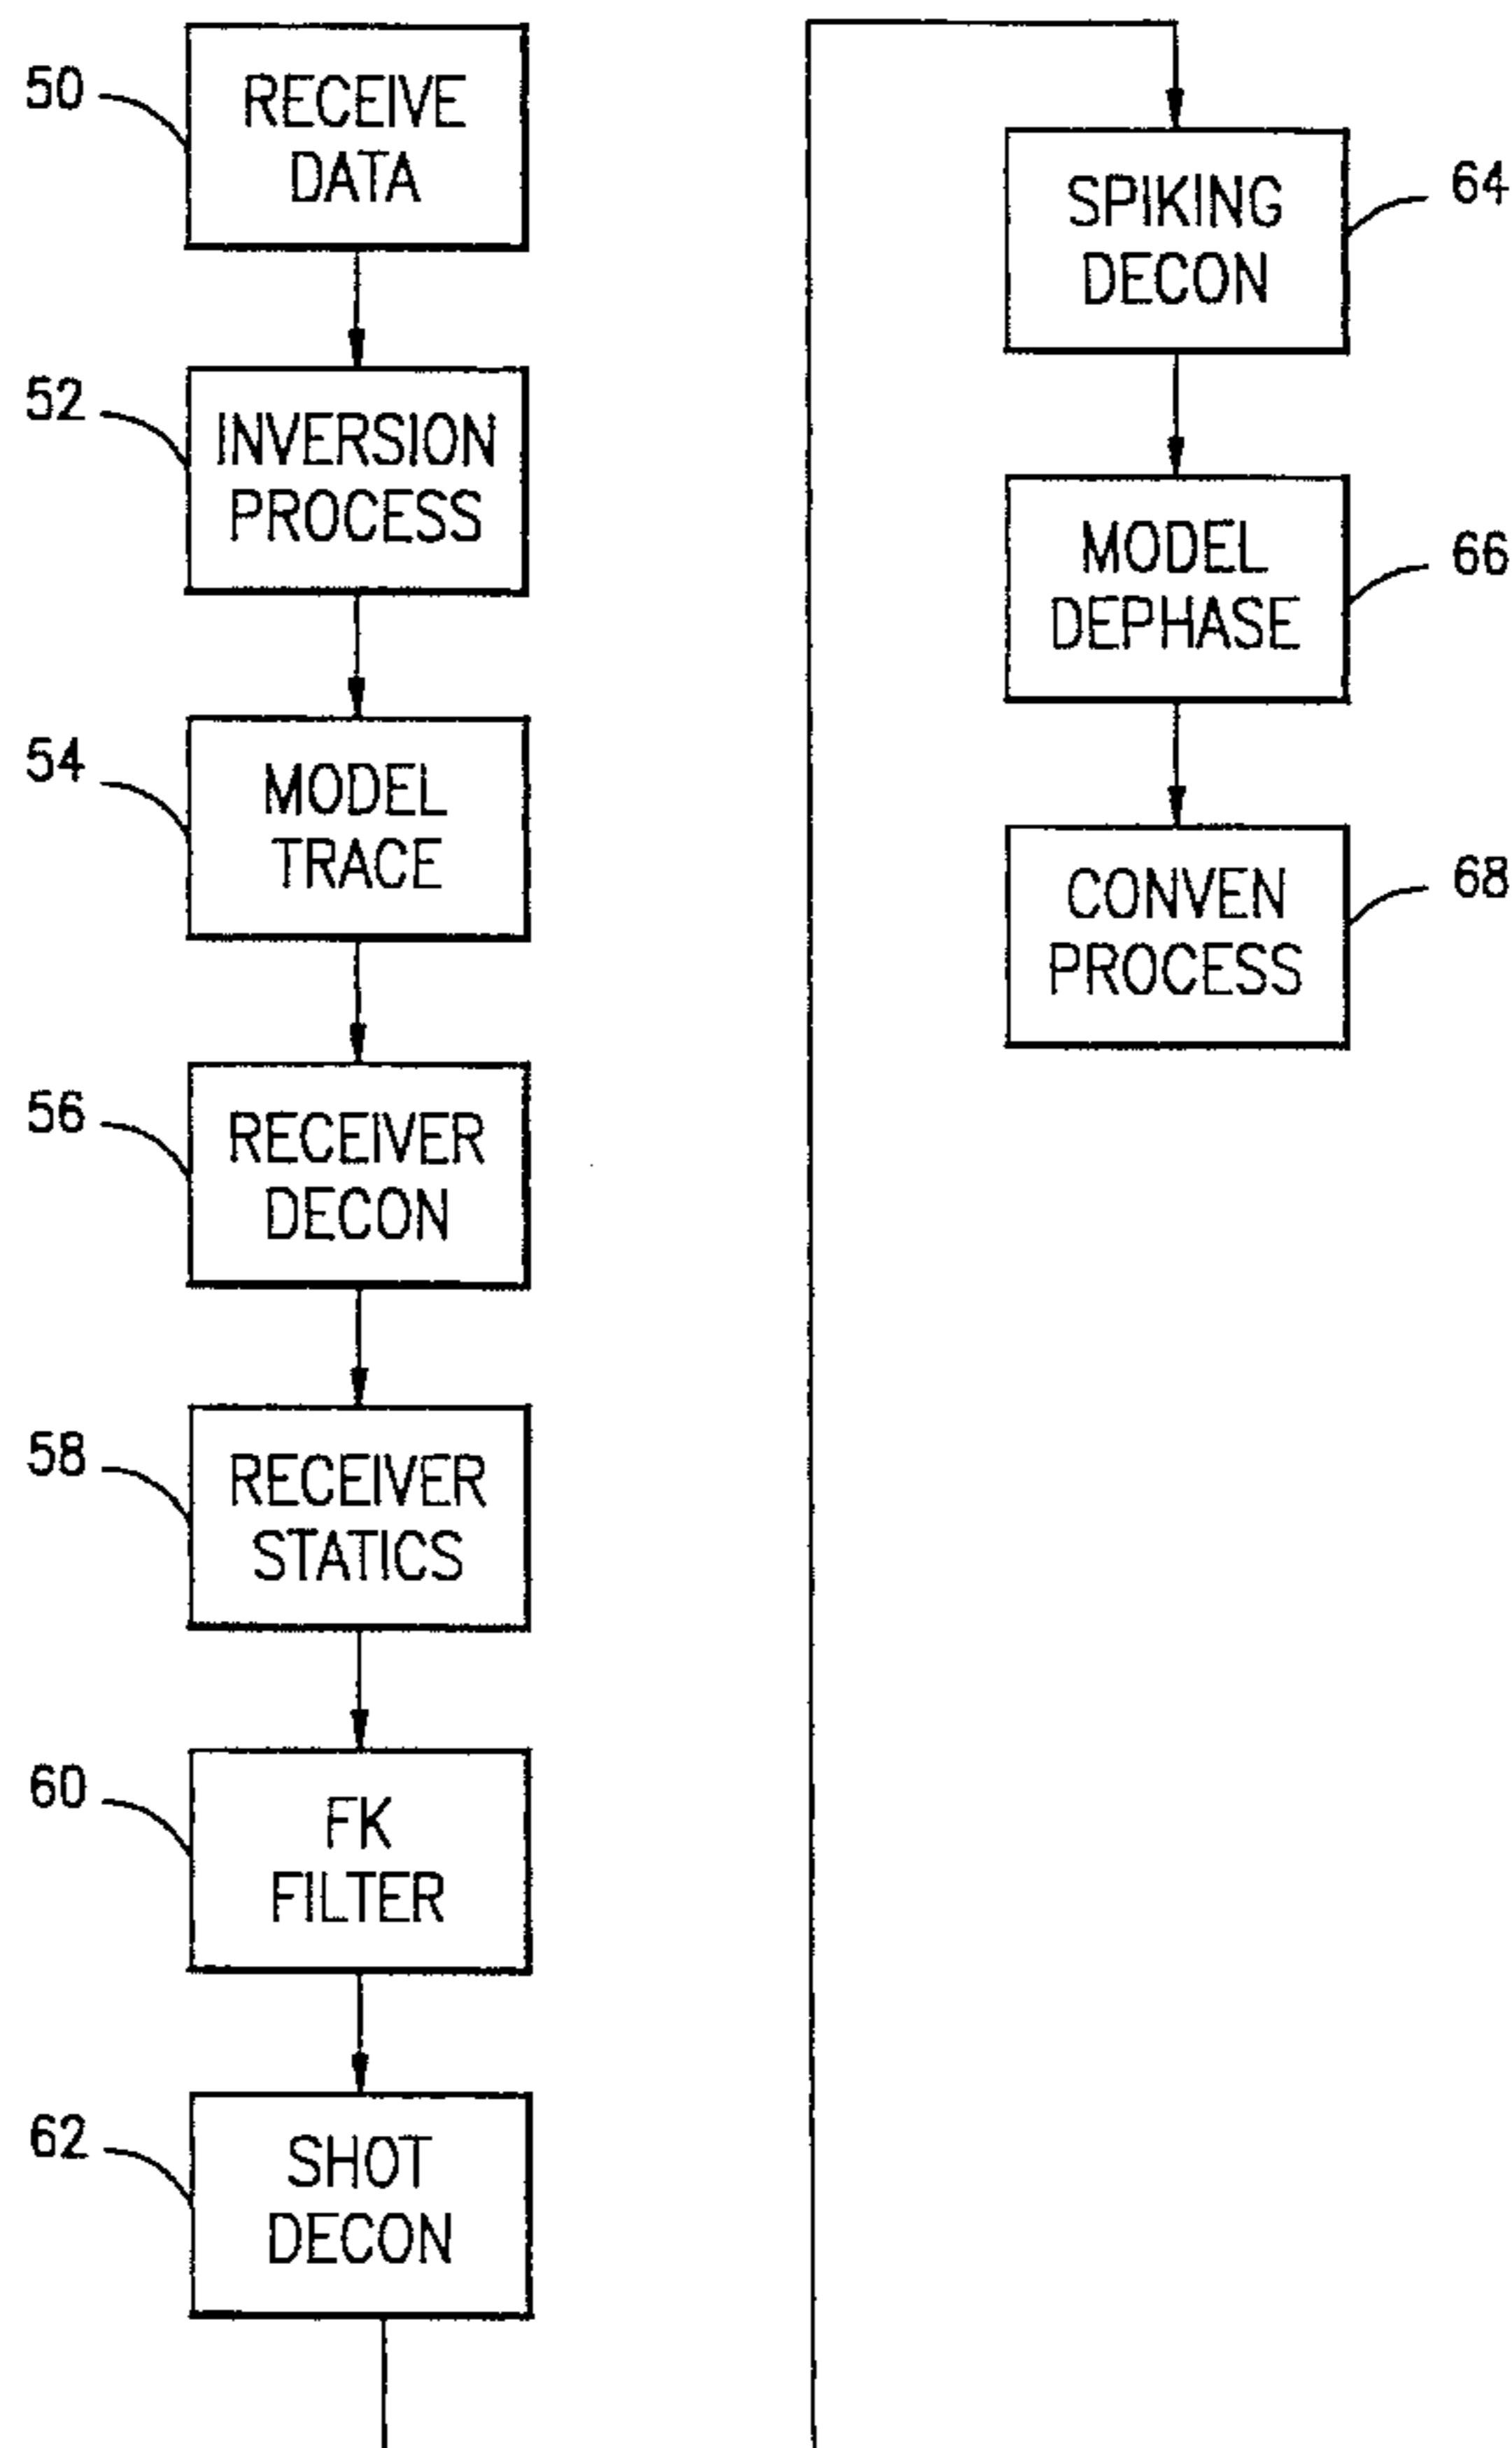 50
RECEIVE
DATA
52
INVERSION
PROCESS
54
MODEL
TRACE
56
RECEIVER
DECON
58
RECEIVER
STATICS
60
FK
FILTER
62
SHOT
DECON
64
SPIKING
DECON
66
MODEL
DEPHASE
68
CONVEN
PROCESS